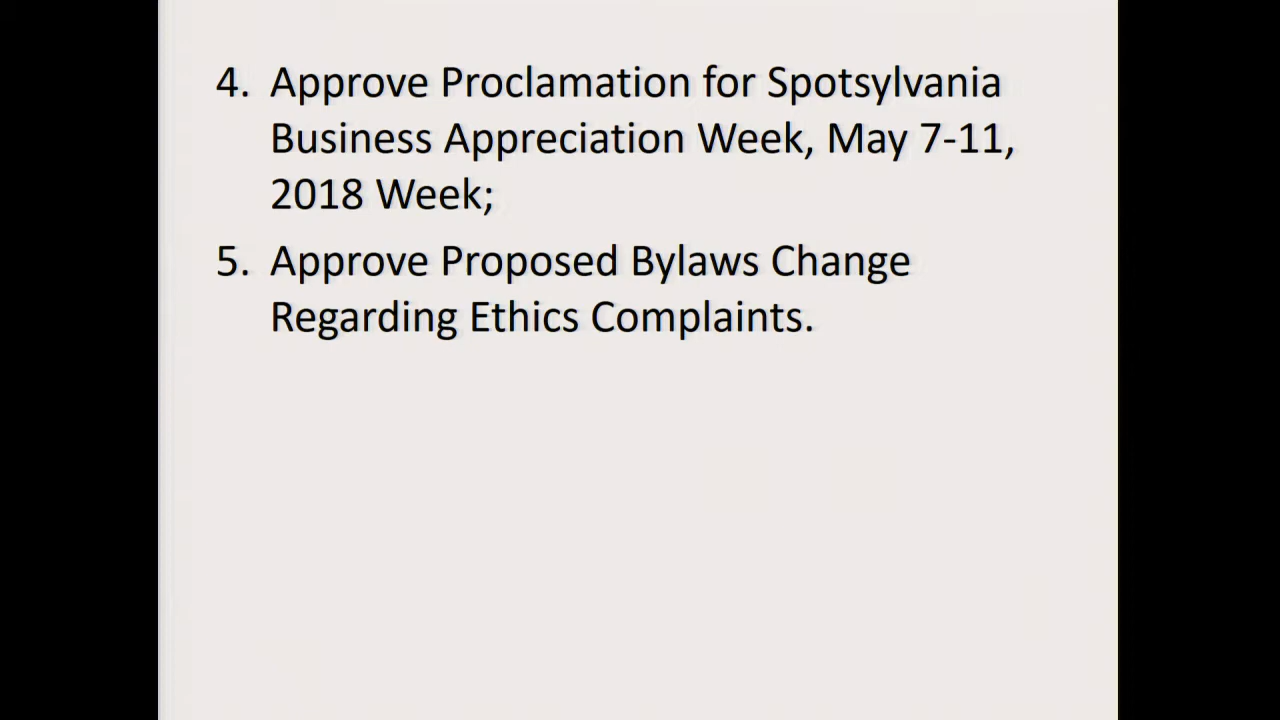 4. Approve Proclamation for Spotsylvania
Business Appreciation Week, May 7-11,
2018 Week;
5. Approve Proposed Bylaws Change
Regarding Ethics Complaints.